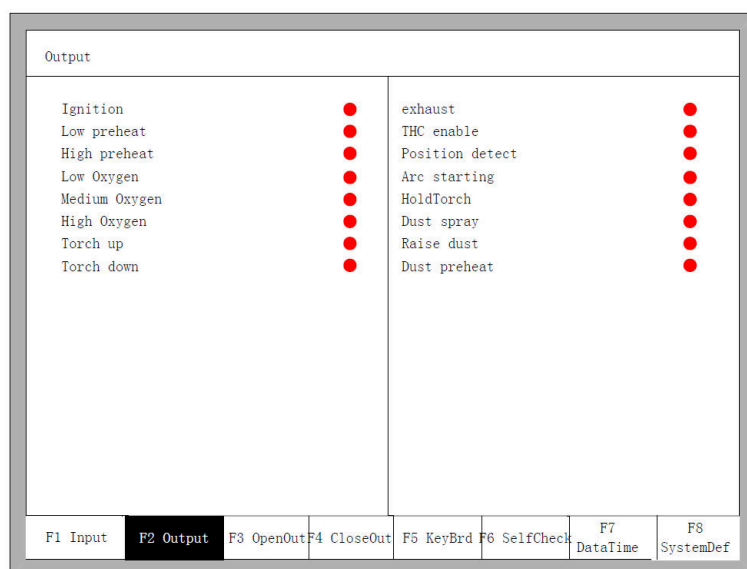 Output
Ignition
Low preheat
High preheat
Low Oxygen
Medium Oxygen
High Oxygen
Torch up
Torch down
exhaust
THC enable
Position detect
Arc starting
HoldTorch
Dust spray
Raise dust
Dust preheat
F1 Input
F2 Output
F3 OpenOut
F4 CloseOut
F5 KeyBrd
F6 SelfCheck
F7
DataTime
F8
SystemDef